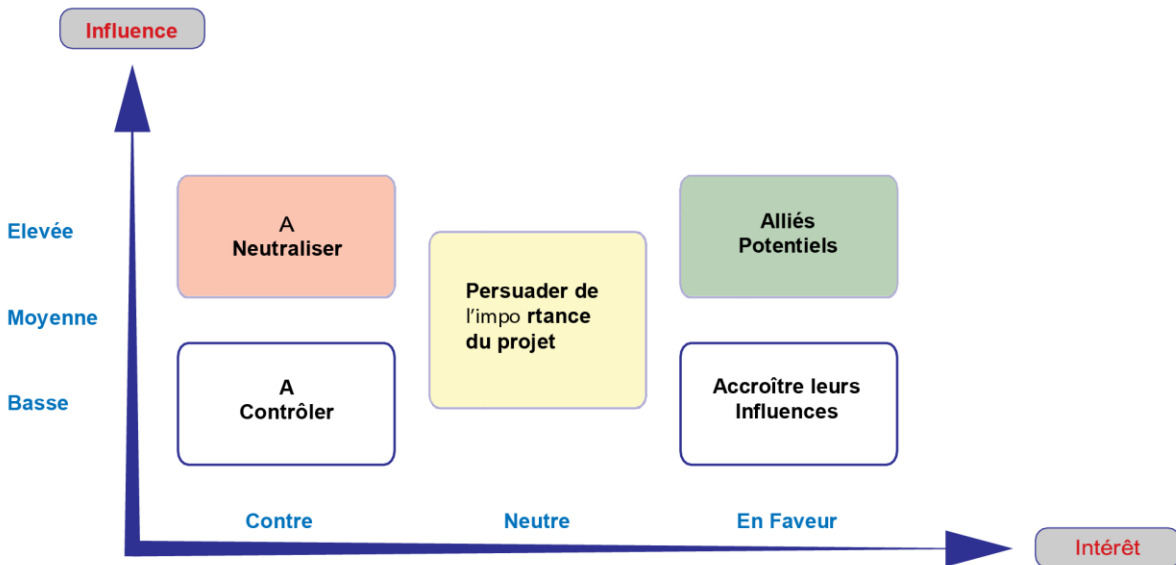 Influence
Elevée
Moyenne
Basse
A
Neutraliser
Persuader de
l'impo rtance
du projet
Alliés
Potentiels
A
Contrôler
Accroître leurs
Influences
Contre
Neutre
En Faveur
Intérêt